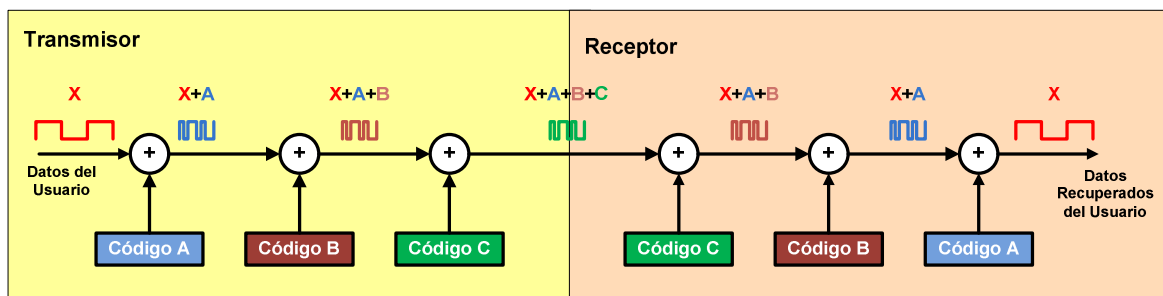 Transmisor
Receptor
X
X+A
X+A+B
X+A+B+C
X+A+B
X+A
X
+
+
+
+
+
+
Datos del
Usuario
Datos
Recuperados
del Usuario
Código A
Código B
Código C
Código C
Código B
Código A